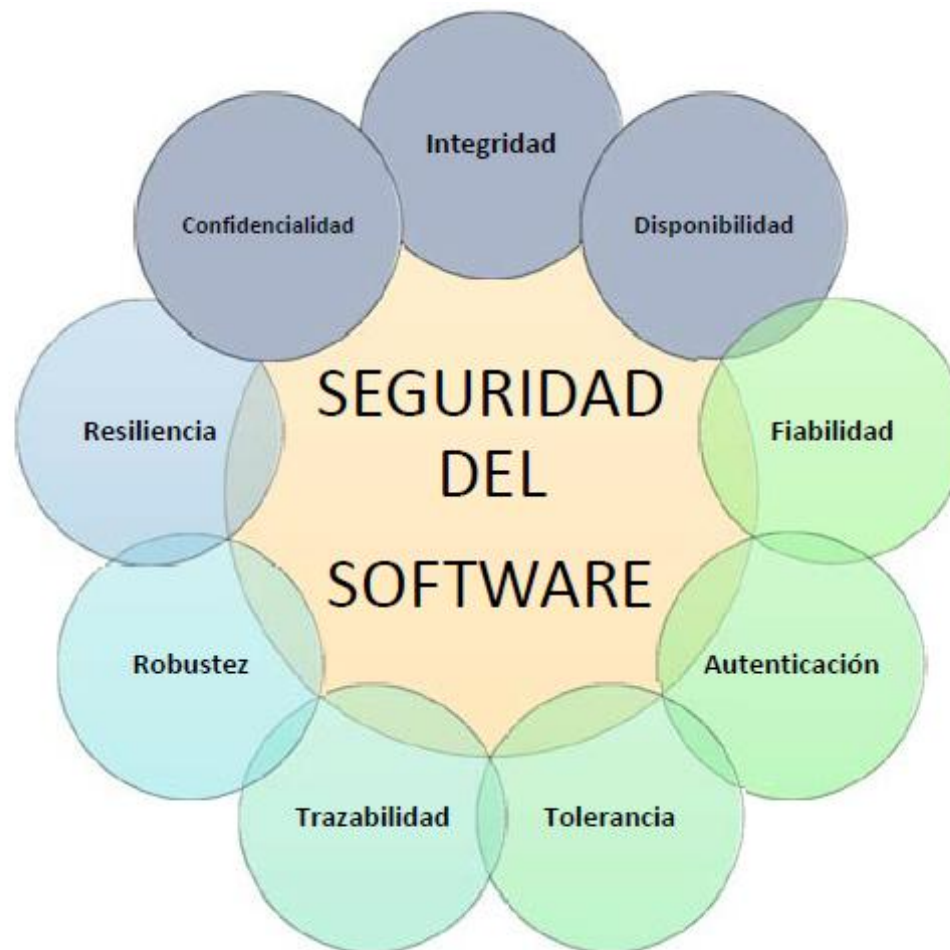 Integridad
Confidencialidad
Disponibilidad
SEGURIDAD
DEL
SOFTWARE
Resiliencia
Fiabilidad
Robustez
Autenticación
Trazabilidad
Tolerancia